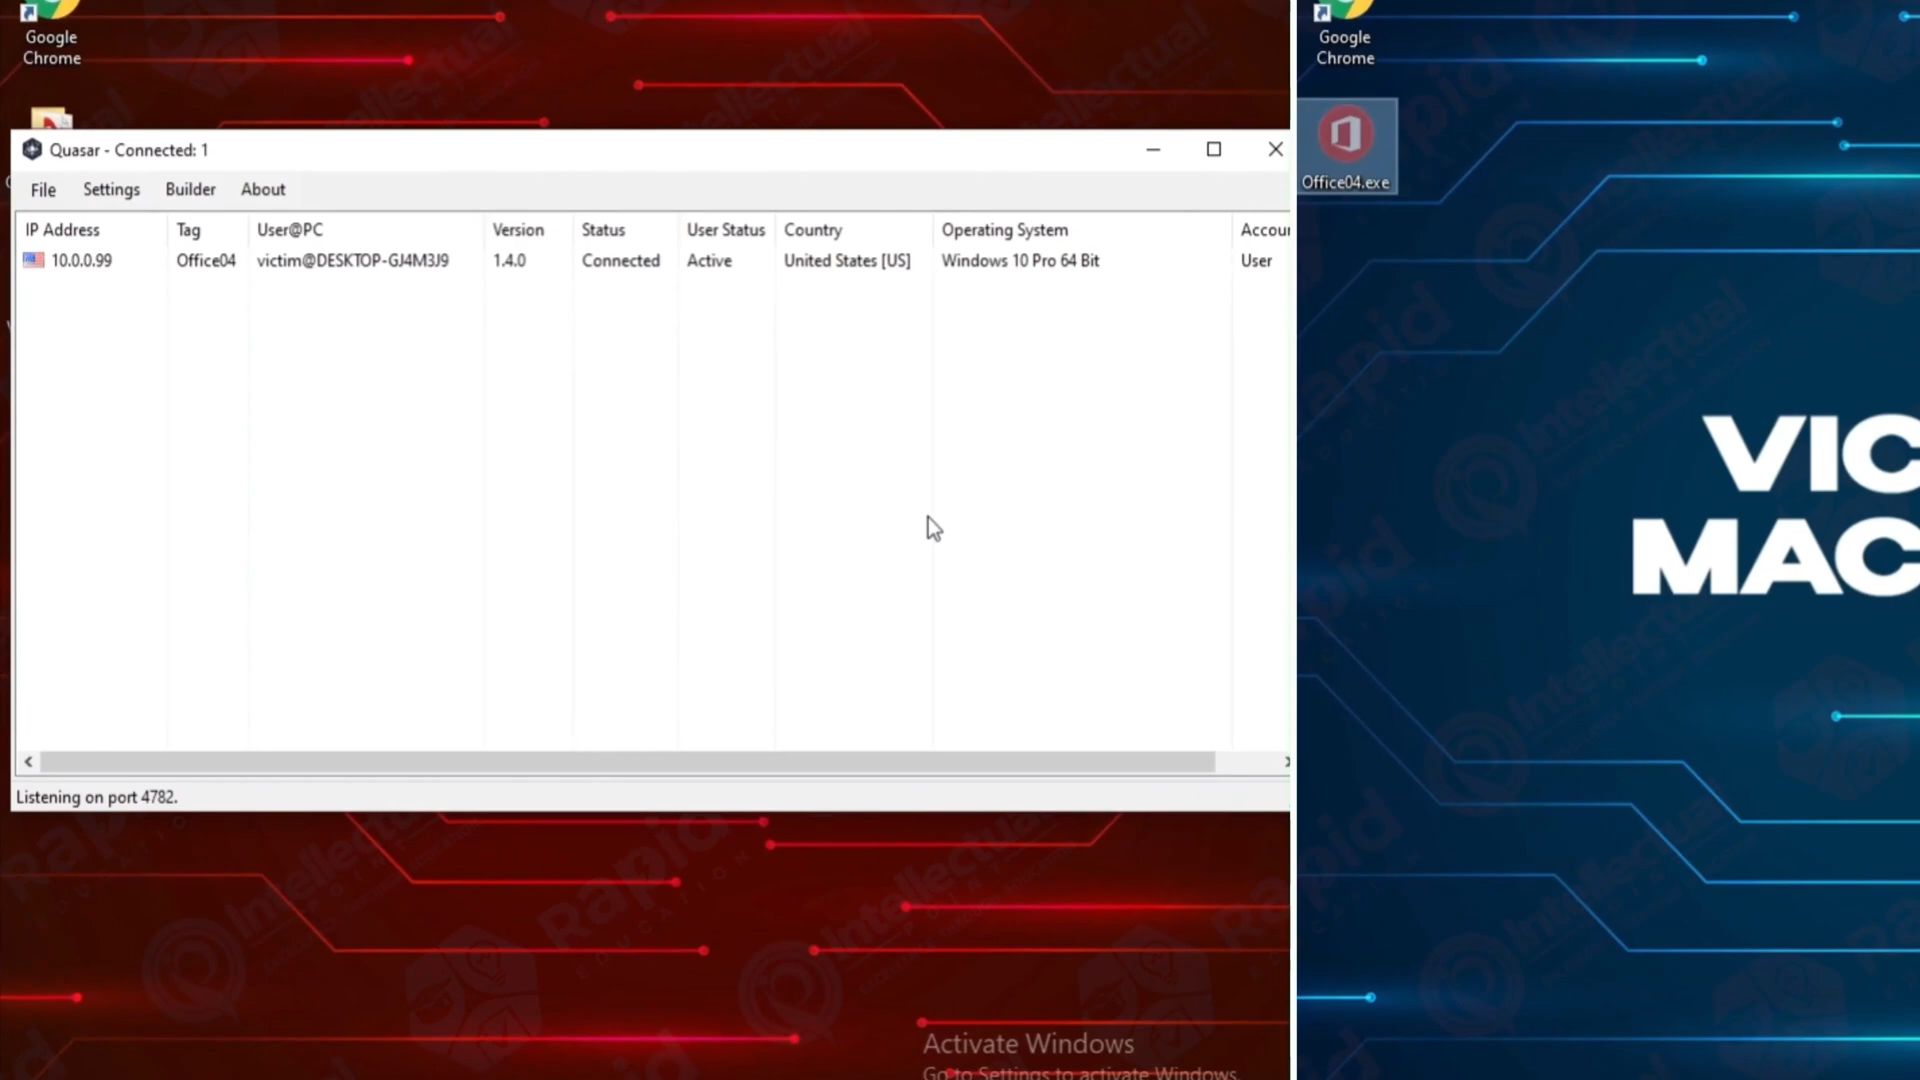 Google
Chrome
Quasar - Connected: 1
File Settings Builder About
IP Address Tag User@PC Version Status User Status Country Operating System Accoun
10.0.0.99 Office04 victim@DESKTOP-GJ4M3J9 1.4.0 Connected Active United States [US] Windows 10 Pro 64 Bit User
Listening on port 4782.
Activate Windows
Go to Settings to activate Windows.
Google
Chrome
Office04.exe
VIC
MAC
Rapid
Intellectual